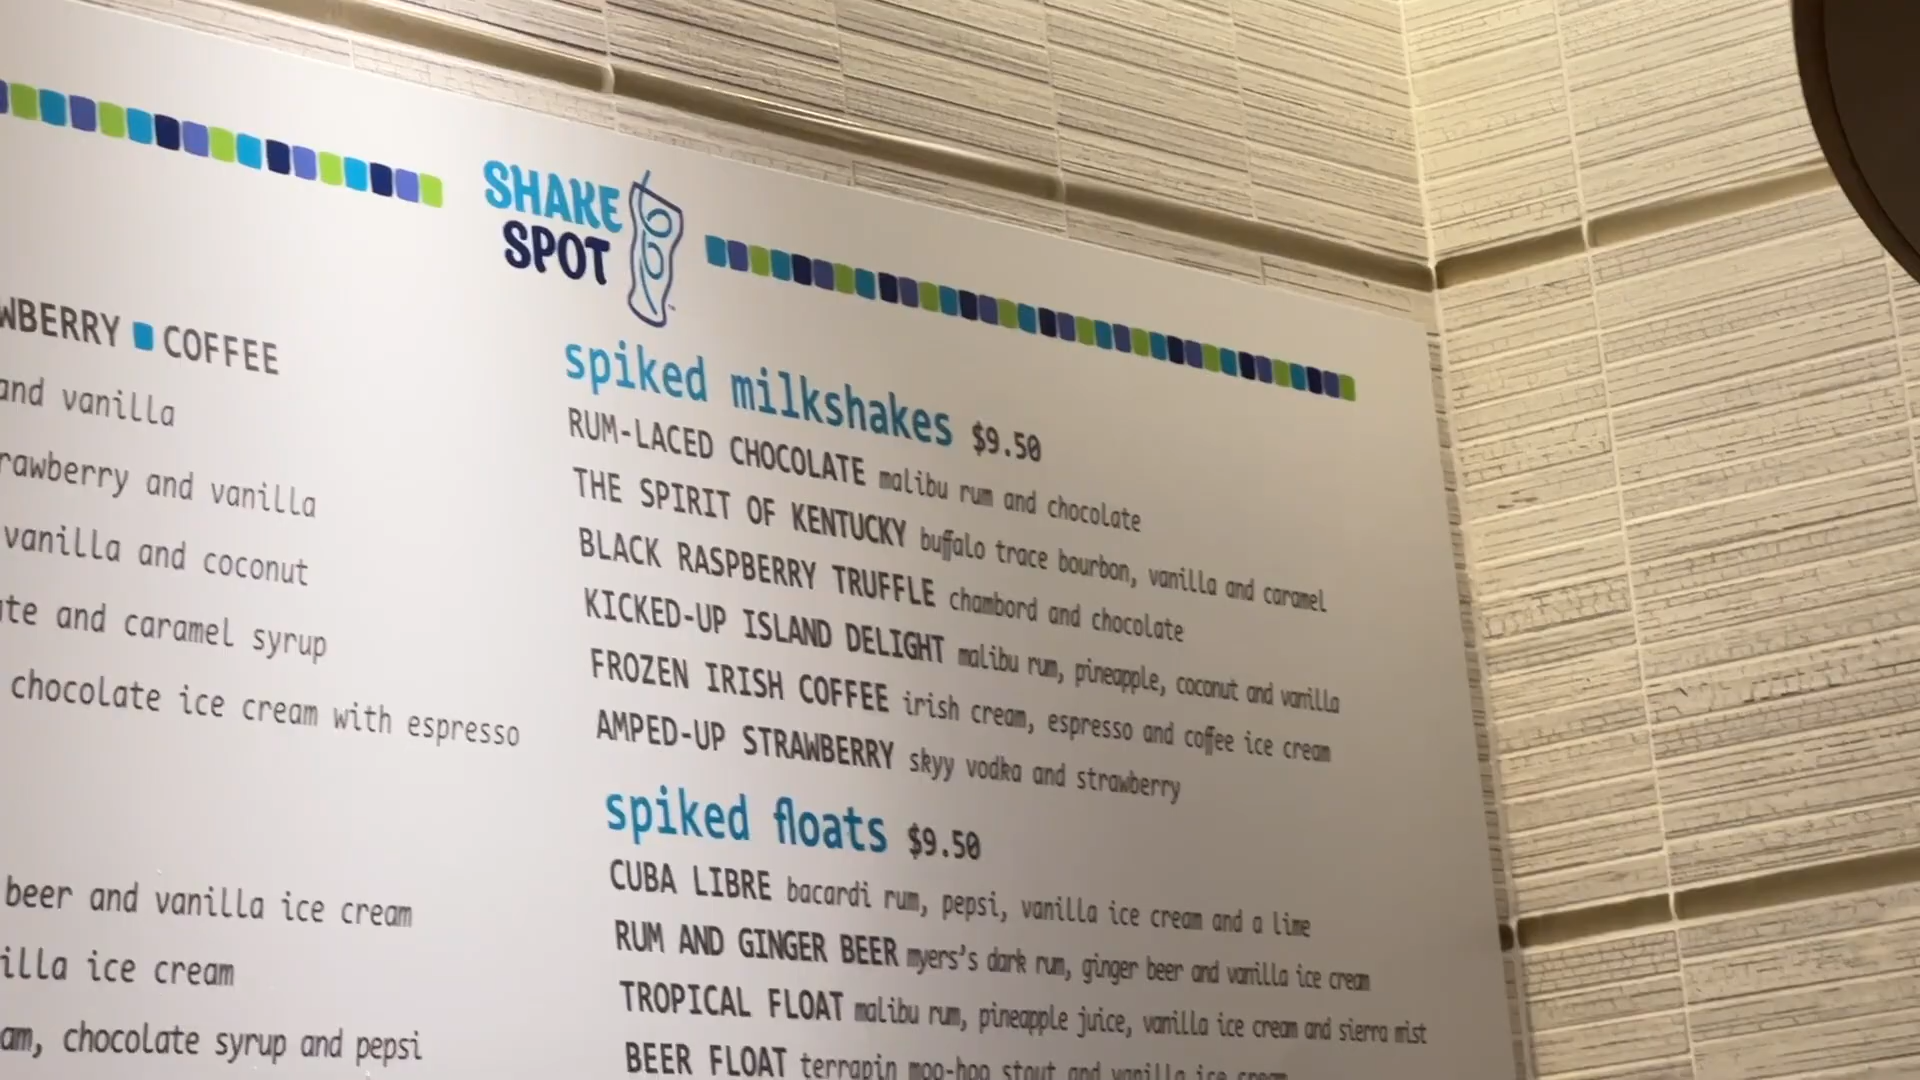 SHAKE
SPOT
WBERRY COFFEE
and vanilla
rawberry and vanilla
vanilla and coconut
te and caramel syrup
chocolate ice cream with espresso
beer and vanilla ice cream
illa ice cream
am, chocolate syrup and pepsi
spiked milkshakes $9.50
RUM-LACED CHOCOLATE malibu rum and chocolate
THE SPIRIT OF KENTUCKY buffalo trace bourbon, vanilla and caramel
BLACK RASPBERRY TRUFFLE chambord and chocolate
KICKED-UP ISLAND DELIGHT malibu rum, pineapple, coconut and vanilla
FROZEN IRISH COFFEE irish cream, espresso and coffee ice cream
AMPED-UP STRAWBERRY skyy vodka and strawberry
spiked floats $9.50
CUBA LIBRE bacardi rum, pepsi, vanilla ice cream and a lime
RUM AND GINGER BEER myers's dark rum, ginger beer and vanilla ice cream
TROPICAL FLOAT malibu rum, pineapple juice, vanilla ice cream and sierra mist
BEER FLOAT terrapin moo-hoo stout and vanilla ice cream